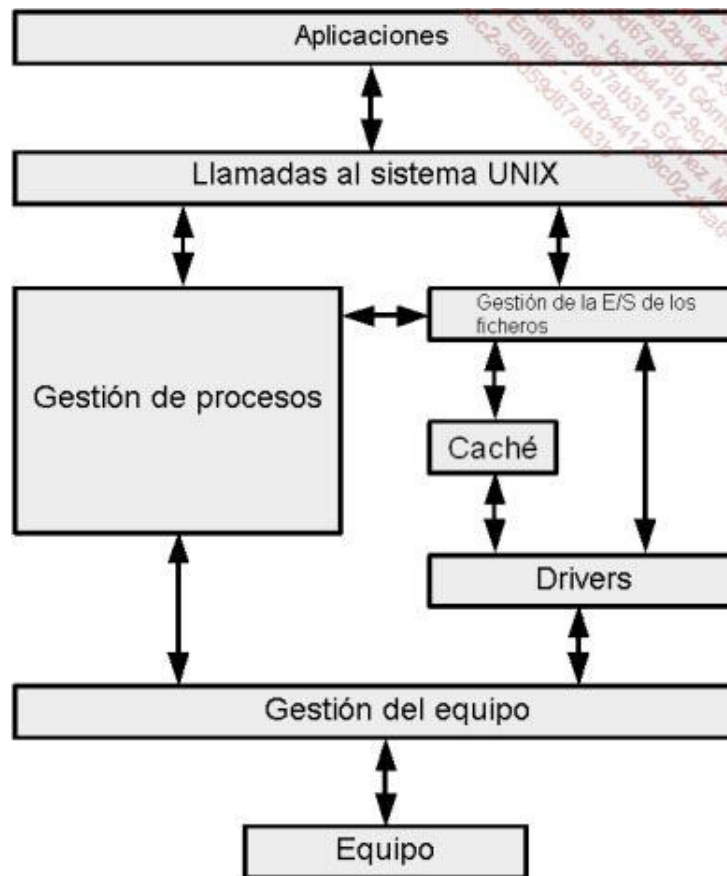 Aplicaciones
Llamadas al sistema UNIX
Gestión de procesos
Gestión de la E/S de los
ficheros
Caché
Drivers
Gestión del equipo
Equipo